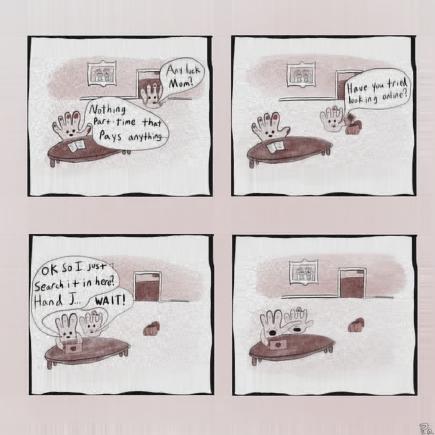 Any luck
Mom?
Nothing
Part-time that
Pays anything
Have you tried
looking online?
OK so I just
Search it in here?
Hand J... WAIT!